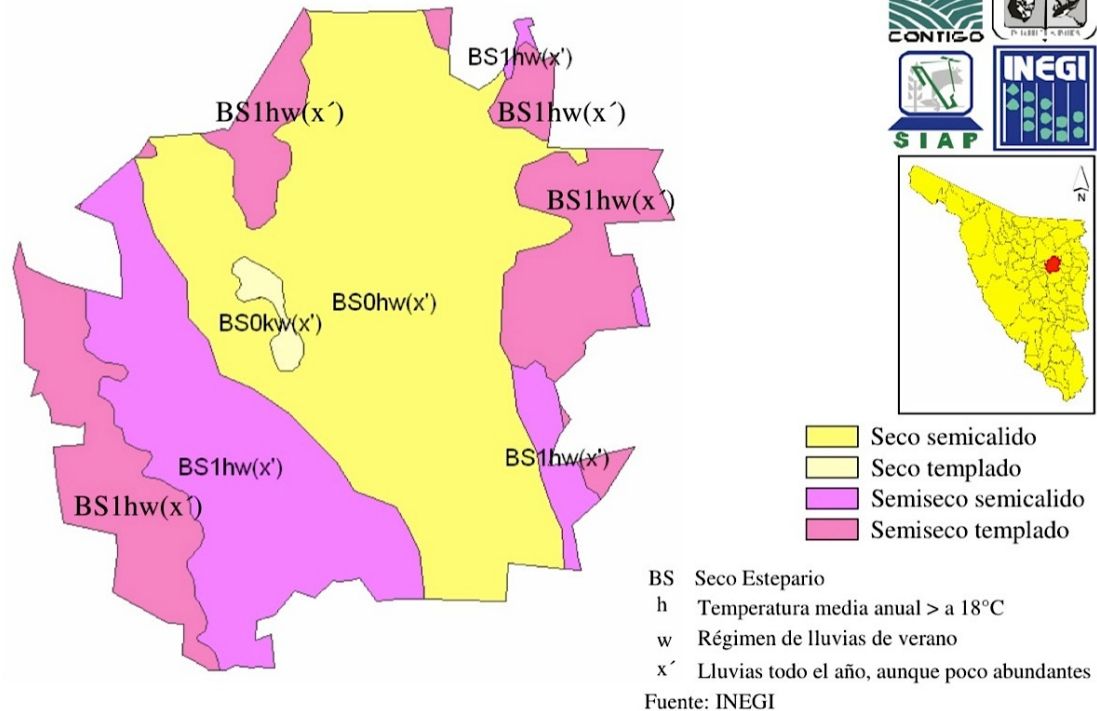 CONTIGO
SIAP
INEGI
N
BS1hw(x')
BS1hw(x´)
BS1hw(x´)
BS1hw(x´)
BS0hw(x')
BS0kw(x')
BS1hw(x')
BS1hw(x')
BS1hw(x´)
Seco semicalido
Seco templado
Semiseco semicalido
Semiseco templado
BS Seco Estepario
h Temperatura media anual > a 18°C
w Régimen de lluvias de verano
x´ Lluvias todo el año, aunque poco abundantes
Fuente: INEGI